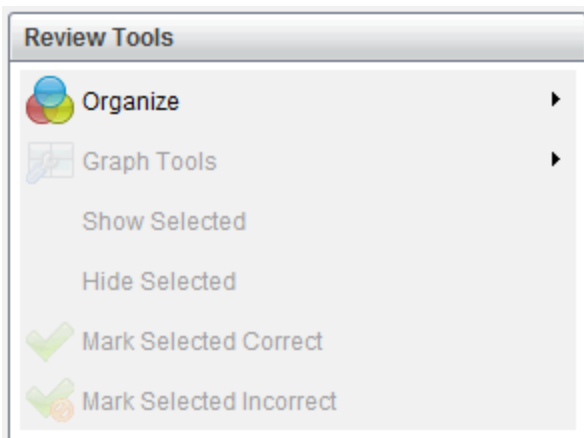 Review Tools
Organize
Graph Tools
Show Selected
Hide Selected
Mark Selected Correct
Mark Selected Incorrect